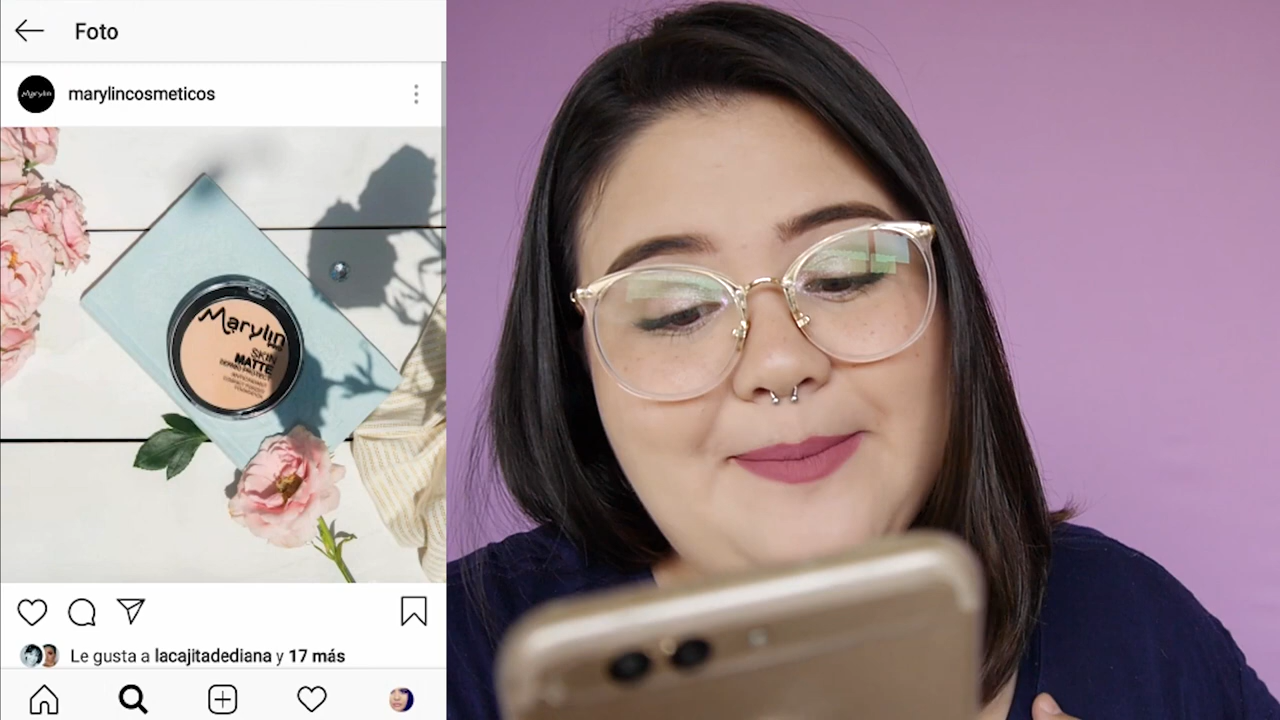 Foto
marylincosmeticos
Marylin
SKIN
MATTE
Le gusta a lacajitadediana y 17 más